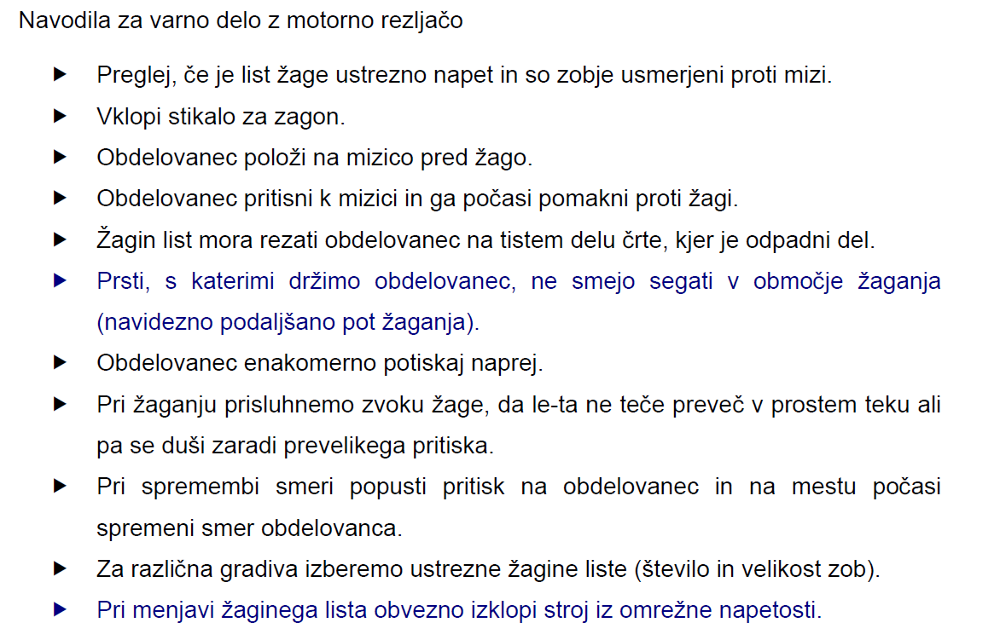 Navodila za varno delo z motorno rezljačo
► Preglej, če je list žage ustrezno napet in so zobje usmerjeni proti mizi.
► Vklopi stikalo za zagon.
► Obdelovanec položi na mizico pred žago.
► Obdelovanec pritisni k mizici in ga počasi pomakni proti žagi.
► Žagin list mora rezati obdelovanec na tistem delu črte, kjer je odpadni del.
► Prsti, s katerimi držimo obdelovanec, ne smejo segati v območje žaganja
(navidezno podaljšano pot žaganja).
► Obdelovanec enakomerno potiskaj naprej.
► Pri žaganju prisluhnemo zvoku žage, da le-ta ne teče preveč v prostem teku ali
pa se duši zaradi prevelikega pritiska.
► Pri spremembi smeri popusti pritisk na obdelovanec in na mestu počasi
spremeni smer obdelovanca.
► Za različna gradiva izberemo ustrezne žagine liste (število in velikost zob).
► Pri menjavi žaginega lista obvezno izklopi stroj iz omrežne napetosti.